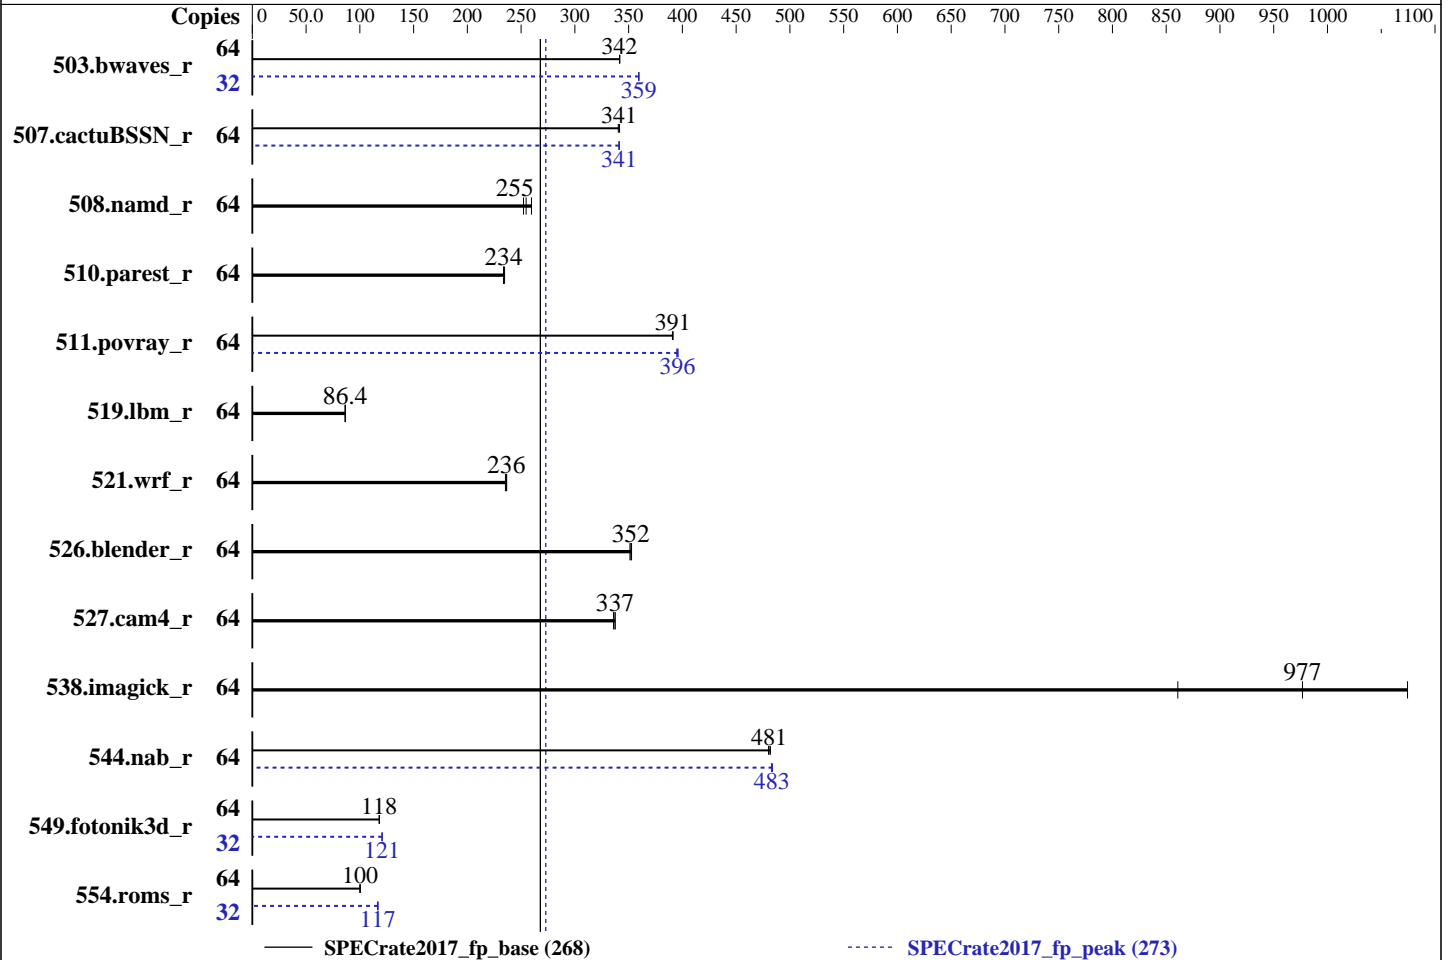 Copies 0 50.0 100 150 200 250 300 350 400 450 500 550 600 650 700 750 800 850 900 950 1000 1100
503.bwaves_r 64 342
32 359
507.cactuBSSN_r 64 341
341
508.namd_r 64 255
510.parest_r 64 234
511.povray_r 64 391
396
519.lbm_r 64 86.4
521.wrf_r 64 236
526.blender_r 64 352
527.cam4_r 64 337
538.imagick_r 64 977
544.nab_r 64 481
483
549.fotonik3d_r 64 118
32 121
554.roms_r 64 100
32 117
SPECrate2017_fp_base (268) SPECrate2017_fp_peak (273)